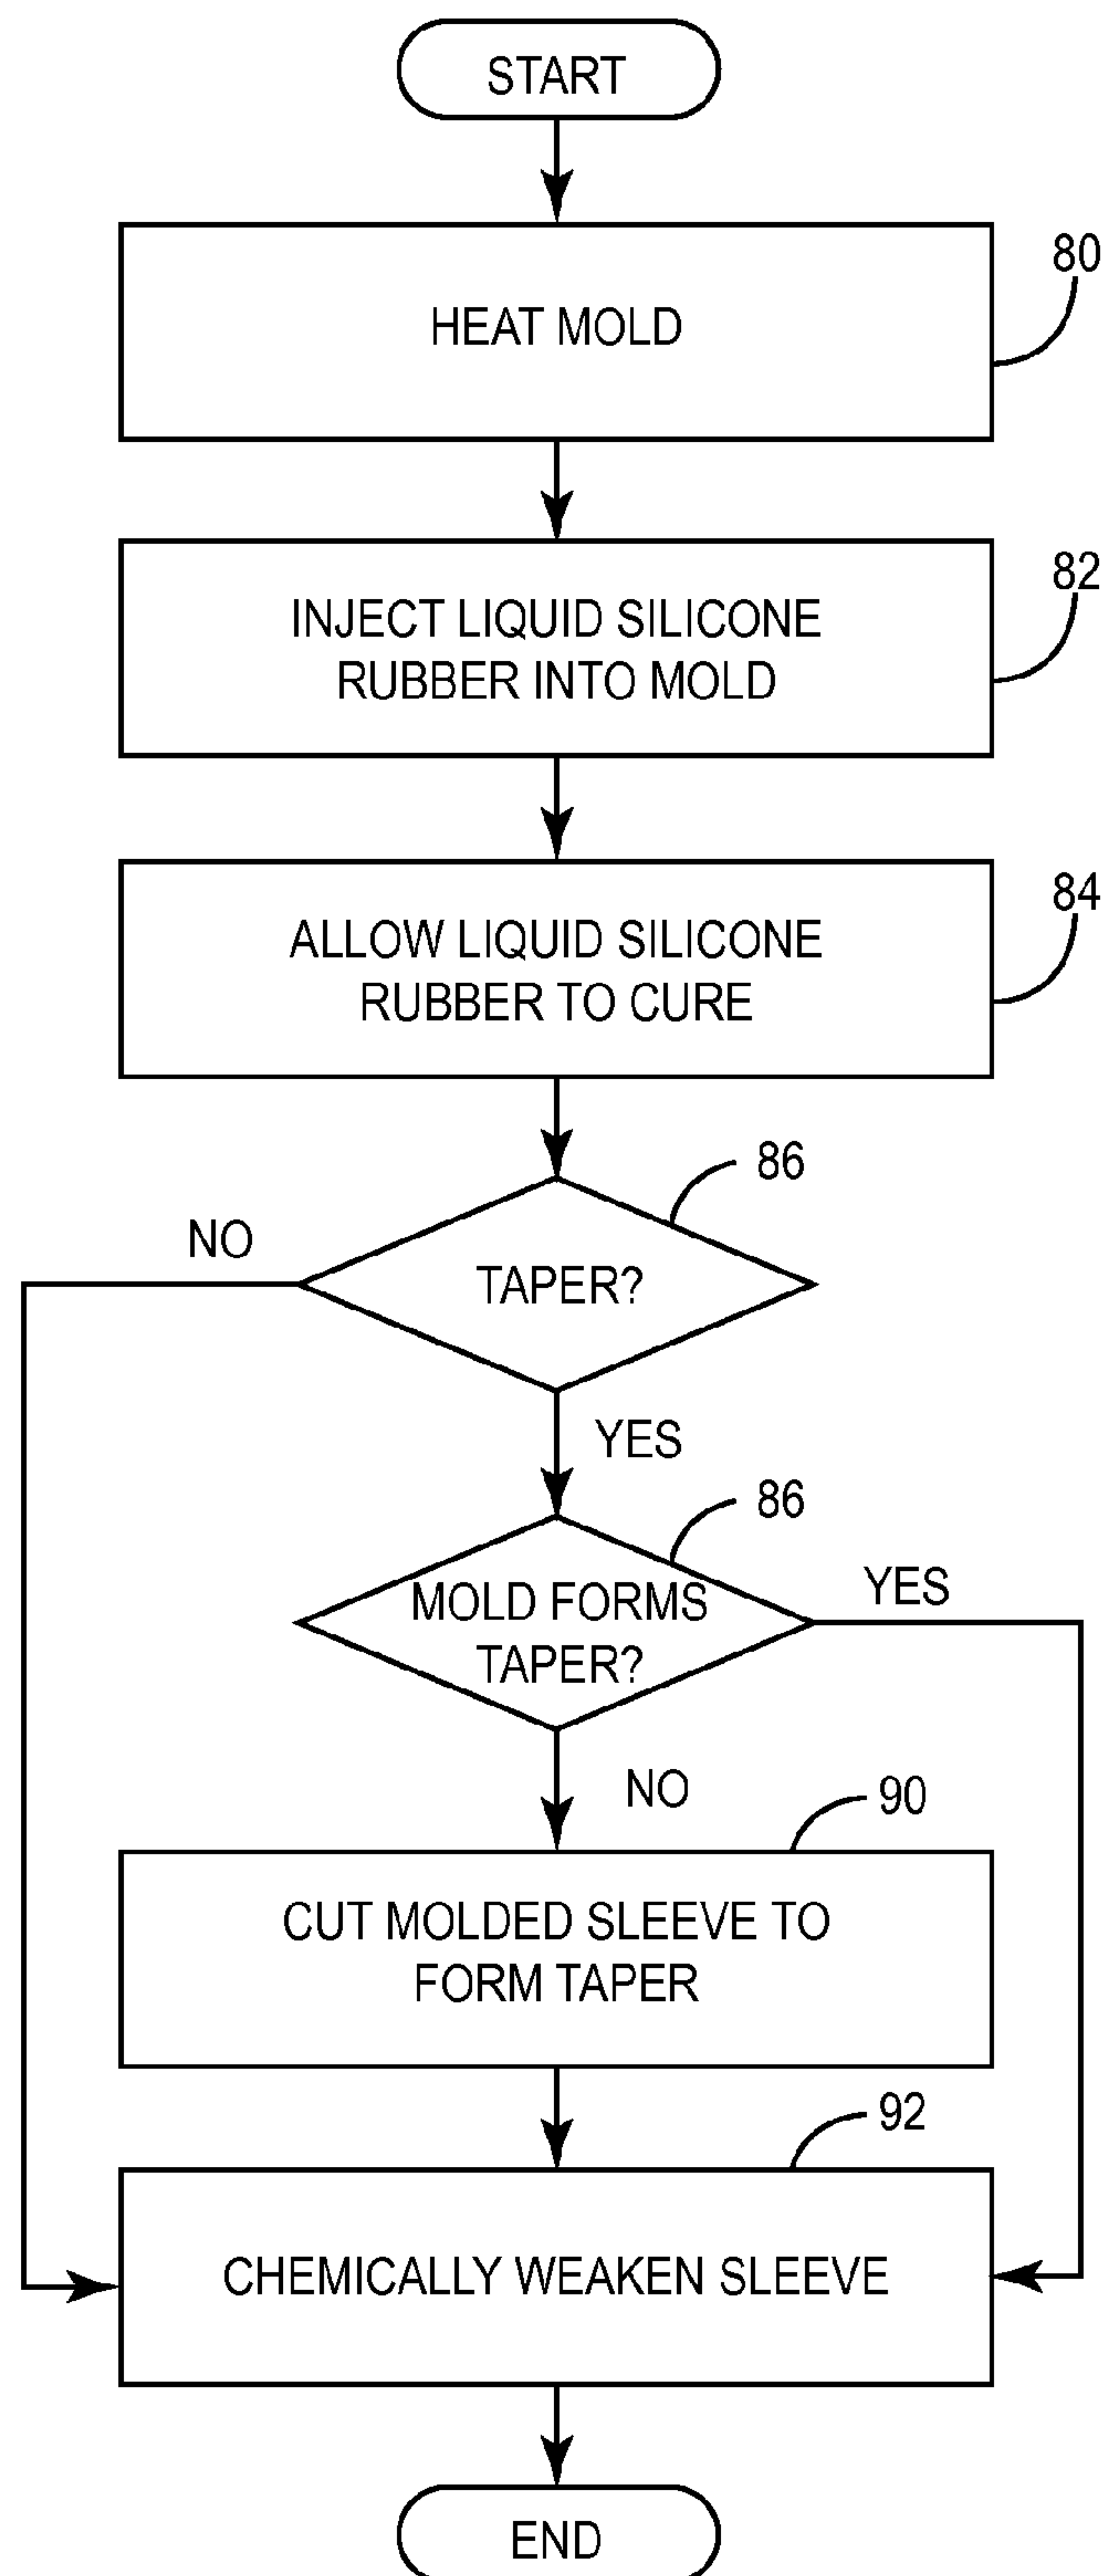 START
HEAT MOLD
80
INJECT LIQUID SILICONE
RUBBER INTO MOLD
82
ALLOW LIQUID SILICONE
RUBBER TO CURE
84
86
NO
TAPER?
YES
86
MOLD FORMS
TAPER?
YES
NO
90
CUT MOLDED SLEEVE TO
FORM TAPER
92
CHEMICALLY WEAKEN SLEEVE
END